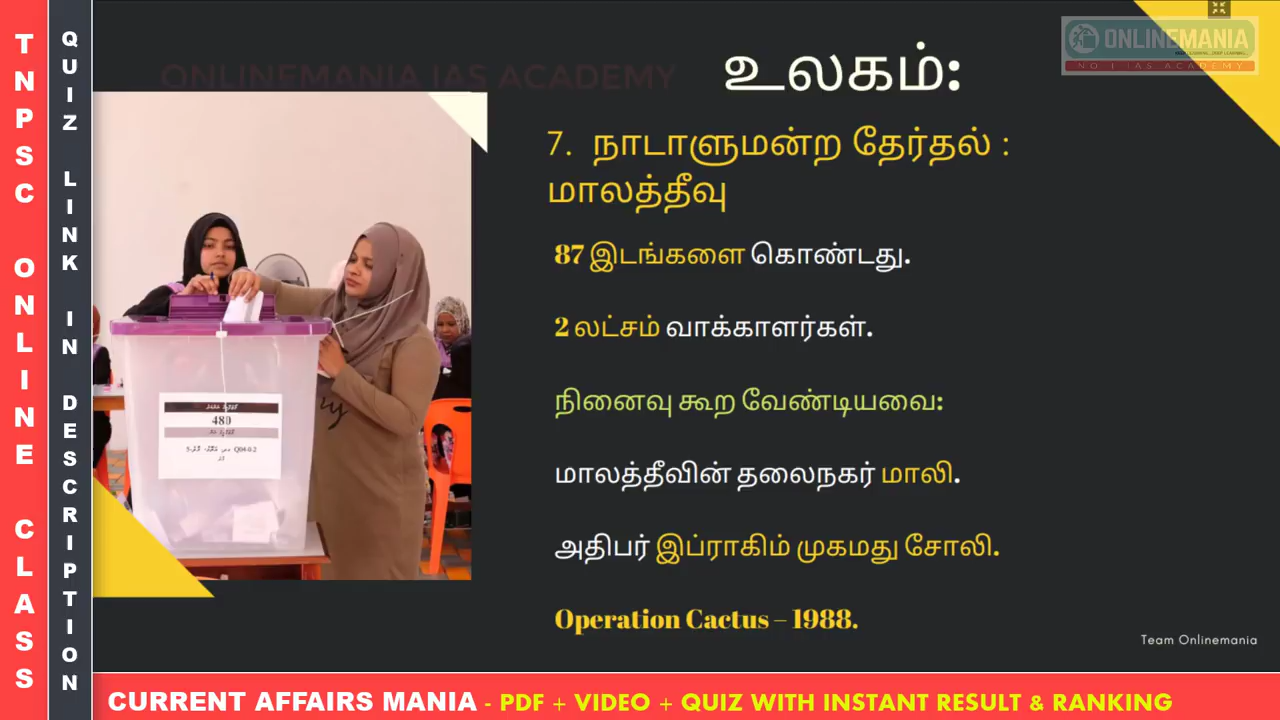 TNPSC ONLINE CLASS
QUIZ LINK IN DESCRIPTION
ONLINEMANIA IAS ACADEMY
ONLINEMANIA
NO 1 IAS ACADEMY
உலகம்:
7. நாடாளுமன்ற தேர்தல் :
மாலத்தீவு
87 இடங்களை கொண்டது.
2 லட்சம் வாக்காளர்கள்.
நினைவு கூற வேண்டியவை:
மாலத்தீவின் தலைநகர் மாலி.
அதிபர் இப்ராகிம் முகமது சோலி.
Operation Cactus – 1988.
480
Team Onlinemania
CURRENT AFFAIRS MANIA - PDF + VIDEO + QUIZ WITH INSTANT RESULT & RANKING